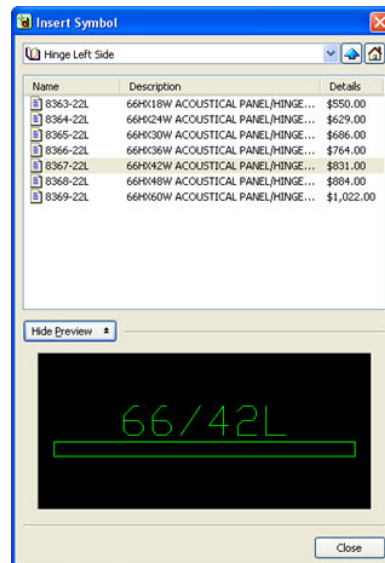 Insert Symbol
Hinge Left Side
Name Description Details
8363-22L 66HX18W ACOUSTICAL PANEL/HINGE... $550.00
8364-22L 66HX24W ACOUSTICAL PANEL/HINGE... $629.00
8365-22L 66HX30W ACOUSTICAL PANEL/HINGE... $686.00
8366-22L 66HX36W ACOUSTICAL PANEL/HINGE... $764.00
8367-22L 66HX42W ACOUSTICAL PANEL/HINGE... $831.00
8368-22L 66HX48W ACOUSTICAL PANEL/HINGE... $884.00
8369-22L 66HX60W ACOUSTICAL PANEL/HINGE... $1,022.00
Hide Preview
66/42L
Close